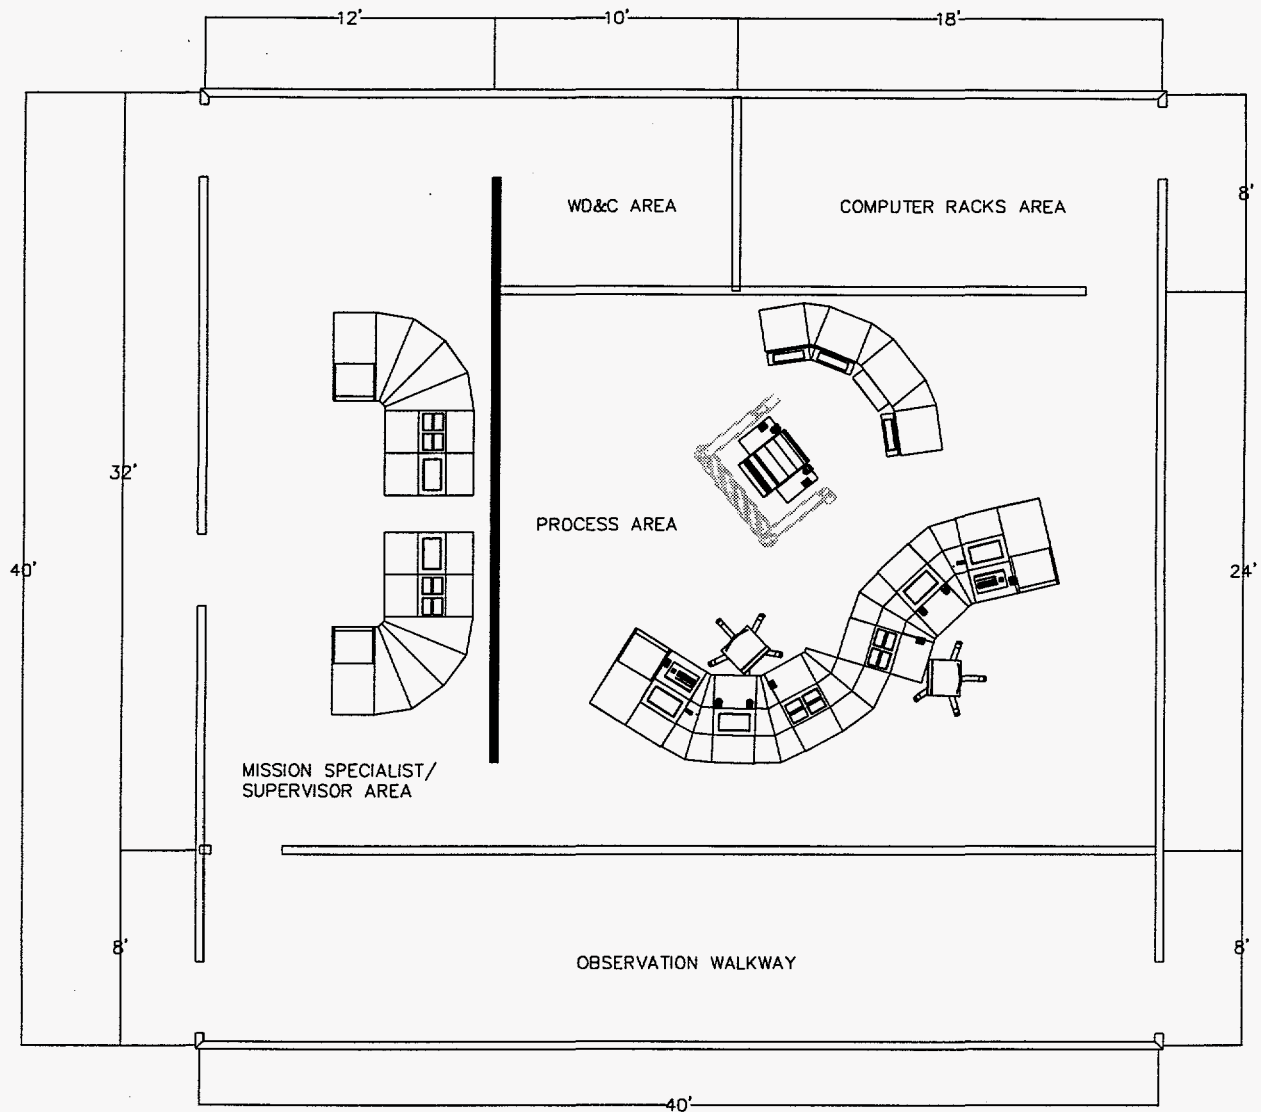 12'
10'
18'
WD&C AREA
COMPUTER RACKS AREA
8'
32'
PROCESS AREA
40'
24'
MISSION SPECIALIST/
SUPERVISOR AREA
8'
8'
OBSERVATION WALKWAY
40'